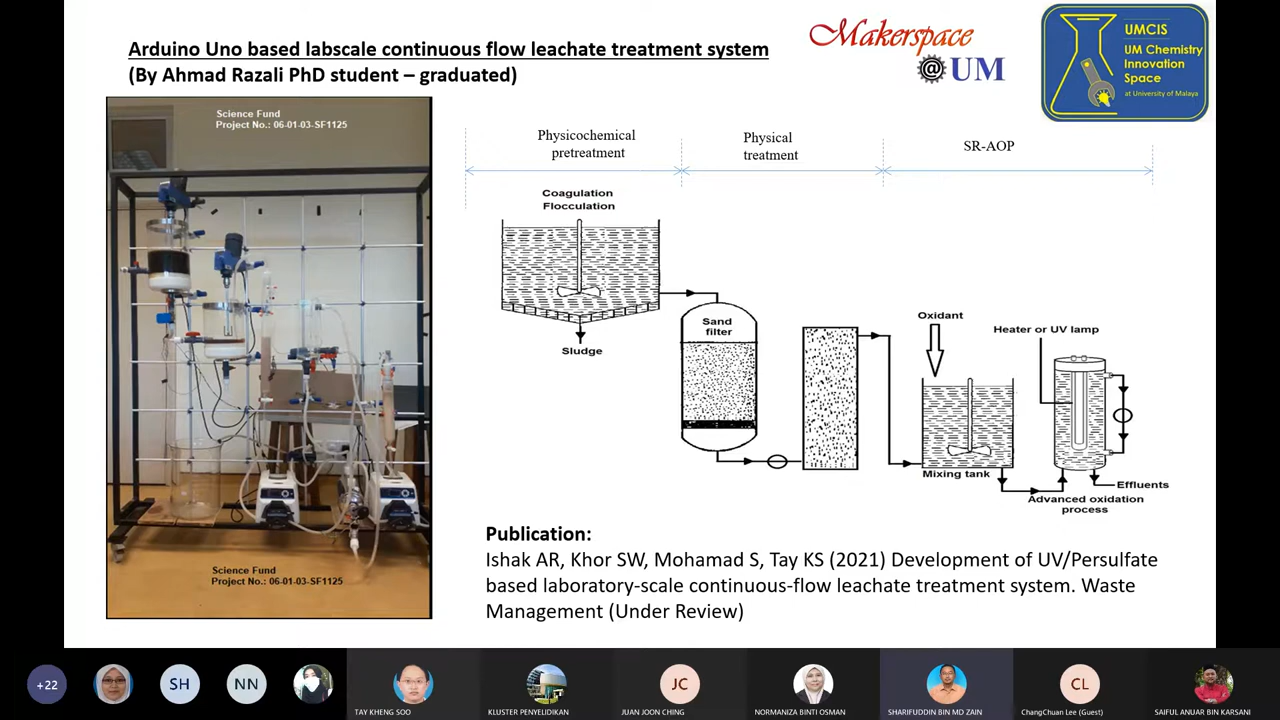 Arduino Uno based labscale continuous flow leachate treatment system
(By Ahmad Razali PhD student – graduated)
Makerspace
@UM
UMCIS
UM Chemistry
Innovation
Space
at University of Malaya
Science Fund
Project No.: 06-01-03-SF1125
Science Fund
Project No.: 06-01-03-SF1125
Physicochemical
pretreatment
Physical
treatment
SR-AOP
Coagulation
Flocculation
Sludge
Sand
filter
Oxidant
Heater or UV lamp
Mixing tank
Effluents
Advanced oxidation
process
Publication:
Ishak AR, Khor SW, Mohamad S, Tay KS (2021) Development of UV/Persulfate
based laboratory-scale continuous-flow leachate treatment system. Waste
Management (Under Review)
+22
SH
NN
TAY KHENG SOO
KLUSTER PENYELIDIKAN
JC
JUAN JOON CHING
NORMANIZA BINTI OSMAN
SHARIFUDDIN BIN MD ZAIN
CL
ChangChuan Lee (Guest)
SAIFUL ANUAR BIN KARSANI